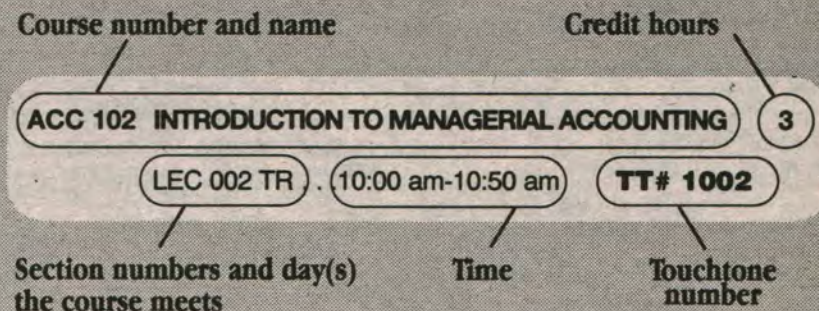 Course number and name
Credit hours
ACC 102 INTRODUCTION TO MANAGERIAL ACCOUNTING 3
LEC 002 TR . . 10:00 am-10:50 am TT# 1002
Section numbers and day(s)
the course meets
Time
Touchtone
number